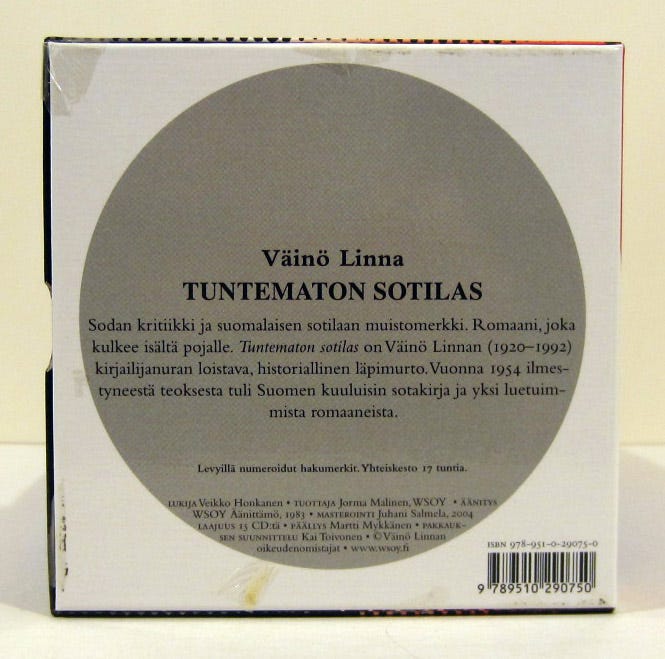 Väinö Linna
TUNTEMATON SOTILAS
Sodan kritiikki ja suomalaisen sotilaan muistomerkki. Romaani, joka
kulkee isältä pojalle. Tuntematon sotilas on Väinö Linnan (1920–1992)
kirjailijanuran loistava, historiallinen läpimurto. Vuonna 1954 ilmes-
tyneestä teoksesta tuli Suomen kuuluisin sotakirja ja yksi luetuim-
mista romaaneista.
Levyillä numeroidut hakumerkit. Yhteiskesto 17 tuntia.
LUKIJA Veikko Honkanen • TUOTTAJA Jorma Malinen, WSOY • ÄÄNITYS
WSOY Äänittämö, 1983 • MASTEROINTI Juhani Salmela, 2004
LAAJUUS 15 CD:tä • PÄÄLLYS Martti Mykkänen • PAKKAUK-
SEN SUUNNITTELU Kai Toivonen • © Väinö Linnan
oikeudenomistajat • www.wsoy.fi
ISBN 978-951-0-29075-0
9 789510 290750